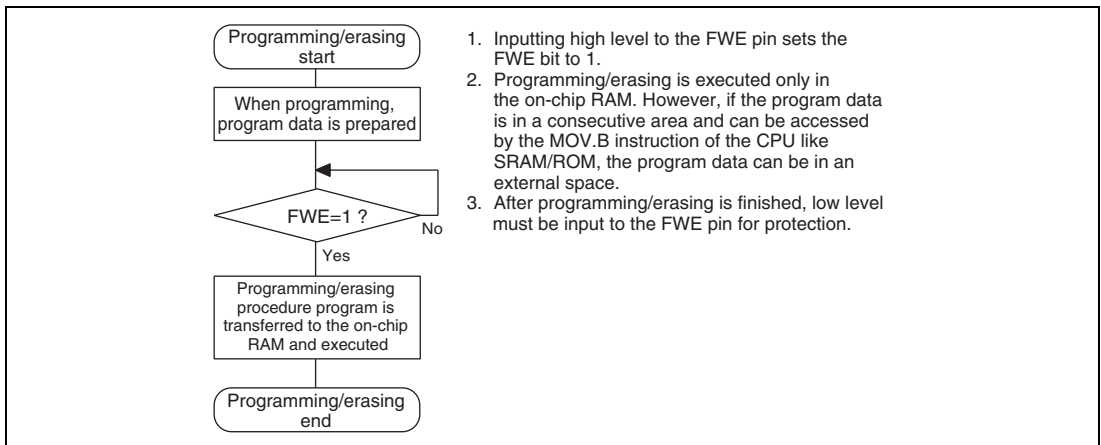 Programming/erasing
start
When programming,
program data is prepared
FWE=1 ?
No
Yes
Programming/erasing
procedure program is
transferred to the on-chip
RAM and executed
Programming/erasing
end
1. Inputting high level to the FWE pin sets the
FWE bit to 1.
2. Programming/erasing is executed only in
the on-chip RAM. However, if the program data
is in a consecutive area and can be accessed
by the MOV.B instruction of the CPU like
SRAM/ROM, the program data can be in an
external space.
3. After programming/erasing is finished, low level
must be input to the FWE pin for protection.